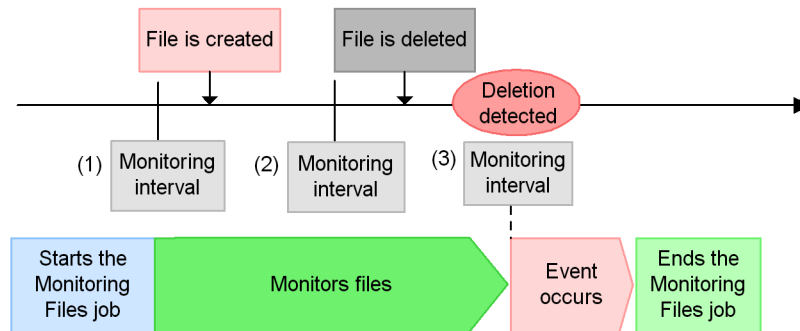 File is created
File is deleted
Deletion
detected
(1)
Monitoring
interval
(2)
Monitoring
interval
(3)
Monitoring
interval
Starts the
Monitoring
Files job
Monitors files
Event
occurs
Ends the
Monitoring
Files job